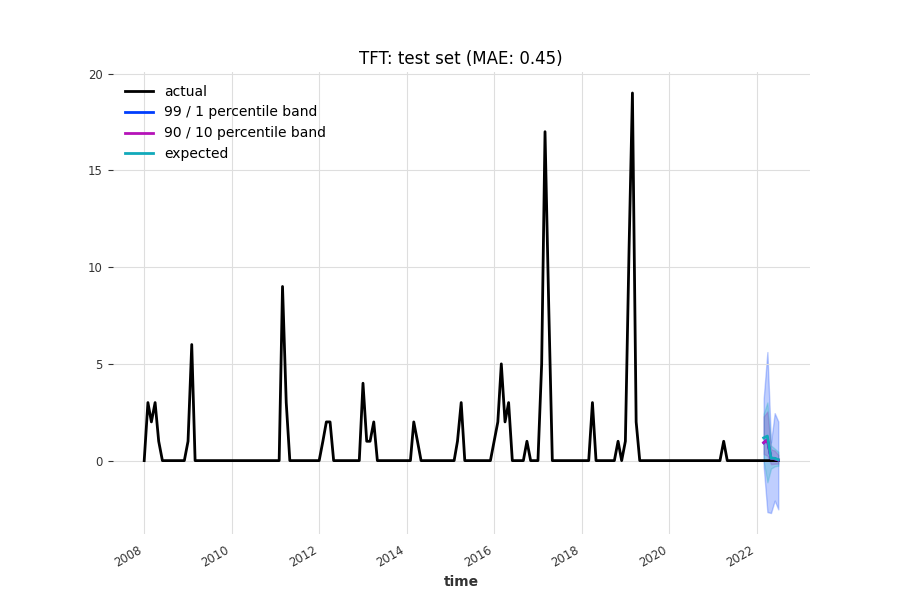 TFT: test set (MAE: 0.45)
20
15
10
5
0
actual
99 / 1 percentile band
90 / 10 percentile band
expected
2008
2010
2012
2014
2016
2018
2020
2022
time